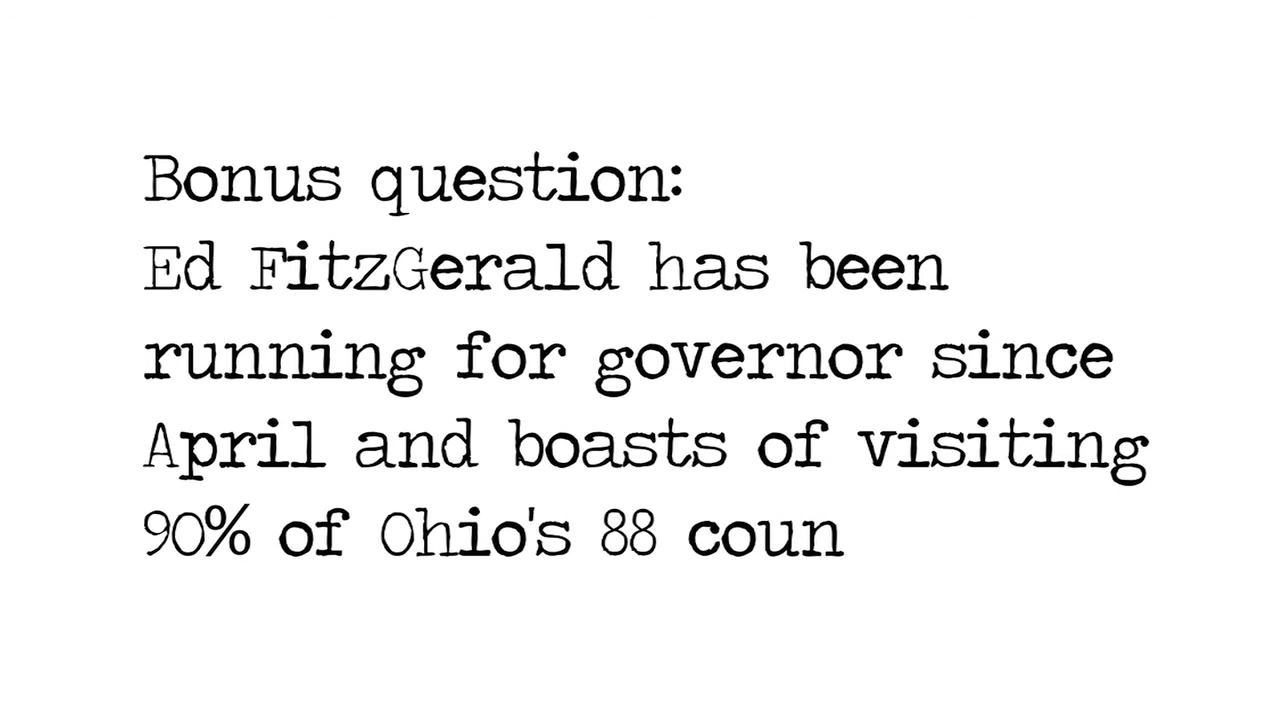 Bonus question:
Ed FitzGerald has been
running for governor since
April and boasts of visiting
90% of Ohio's 88 coun